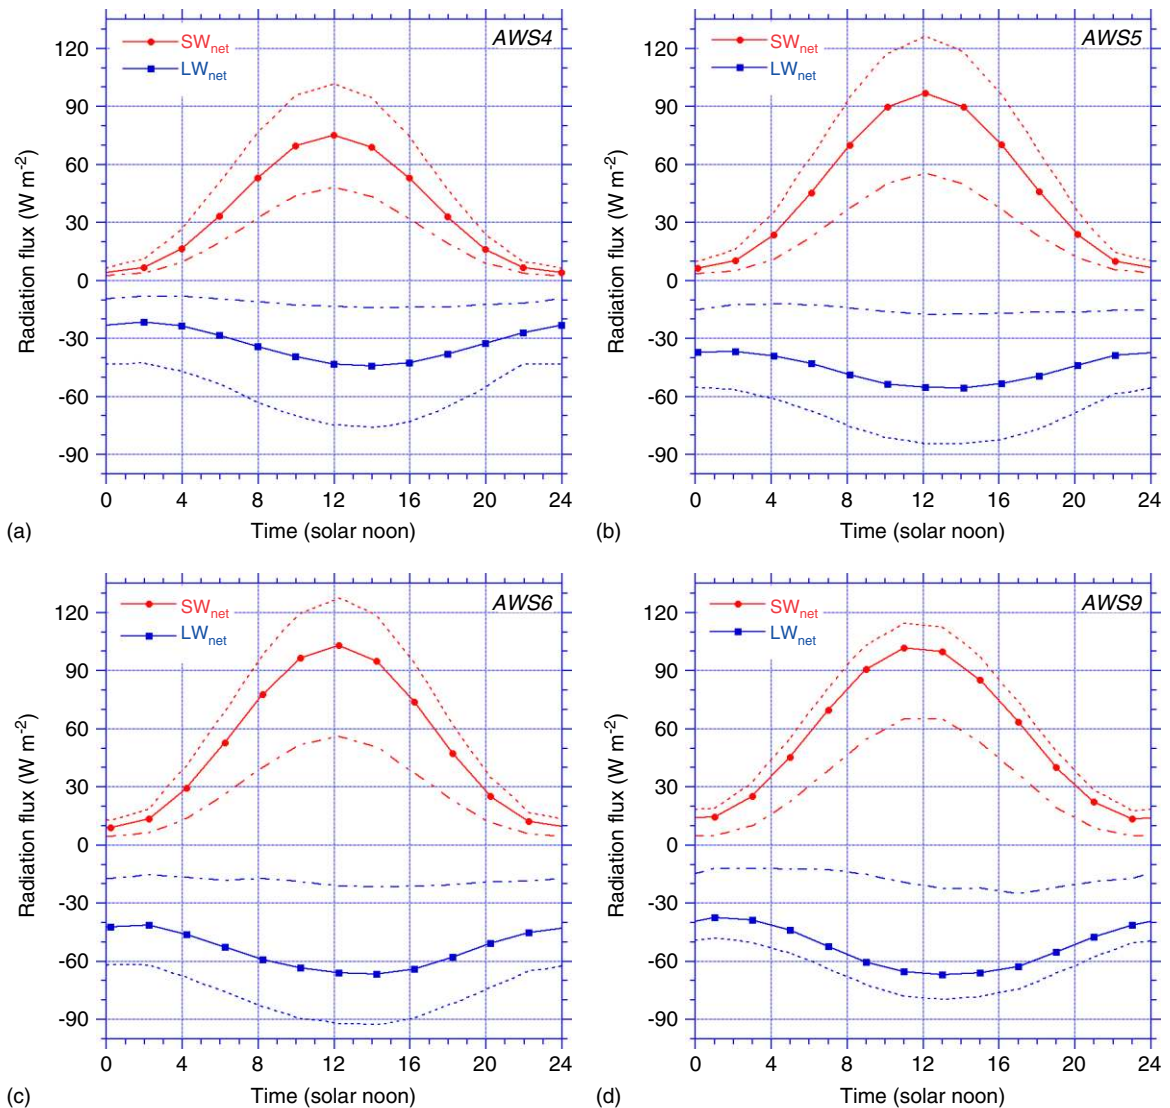 AWS4
SWnet
LWnet
120
90
60
30
0
-30
-60
-90
Radiation flux (W m-2)
0 4 8 12 16 20 24
Time (solar noon)
(a)
AWS5
SWnet
LWnet
120
90
60
30
0
-30
-60
-90
Radiation flux (W m-2)
0 4 8 12 16 20 24
Time (solar noon)
(b)
AWS6
SWnet
LWnet
120
90
60
30
0
-30
-60
-90
Radiation flux (W m-2)
0 4 8 12 16 20 24
Time (solar noon)
(c)
AWS9
SWnet
LWnet
120
90
60
30
0
-30
-60
-90
Radiation flux (W m-2)
0 4 8 12 16 20 24
Time (solar noon)
(d)